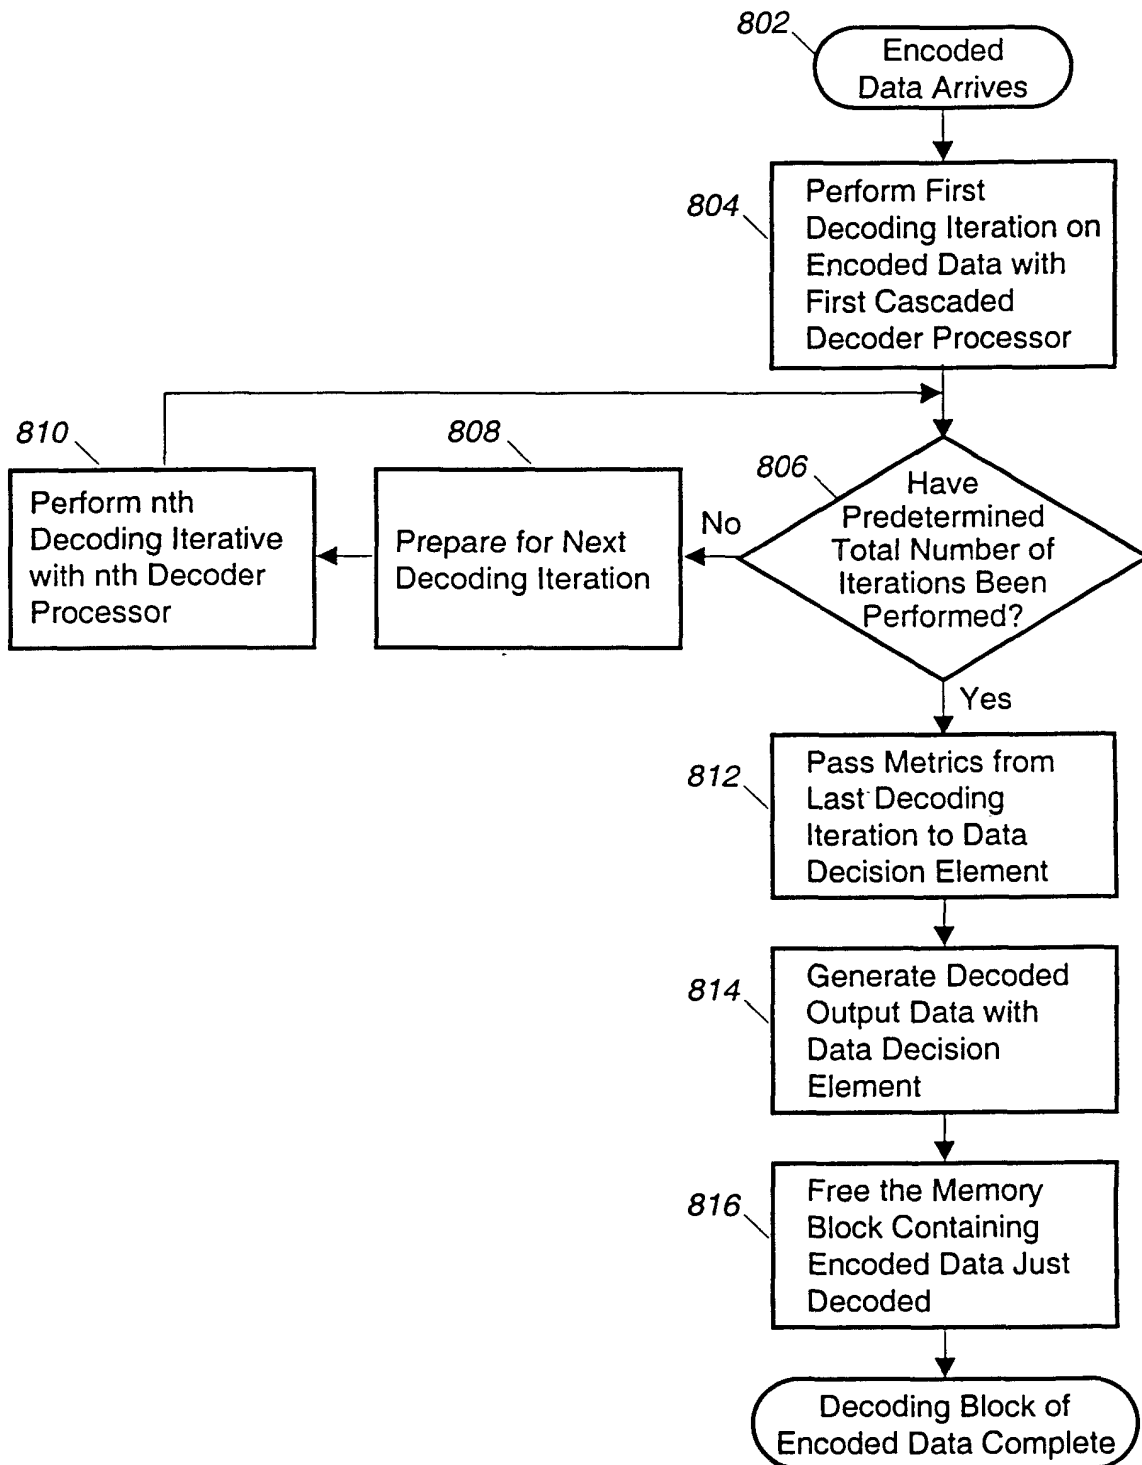 802
Encoded
Data Arrives
804
Perform First
Decoding Iteration on
Encoded Data with
First Cascaded
Decoder Processor
810
Perform nth
Decoding Iterative
with nth Decoder
Processor
808
Prepare for Next
Decoding Iteration
No
806
Have
Predetermined
Total Number of
Iterations Been
Performed?
Yes
812
Pass Metrics from
Last Decoding
Iteration to Data
Decision Element
814
Generate Decoded
Output Data with
Data Decision
Element
816
Free the Memory
Block Containing
Encoded Data Just
Decoded
Decoding Block of
Encoded Data Complete